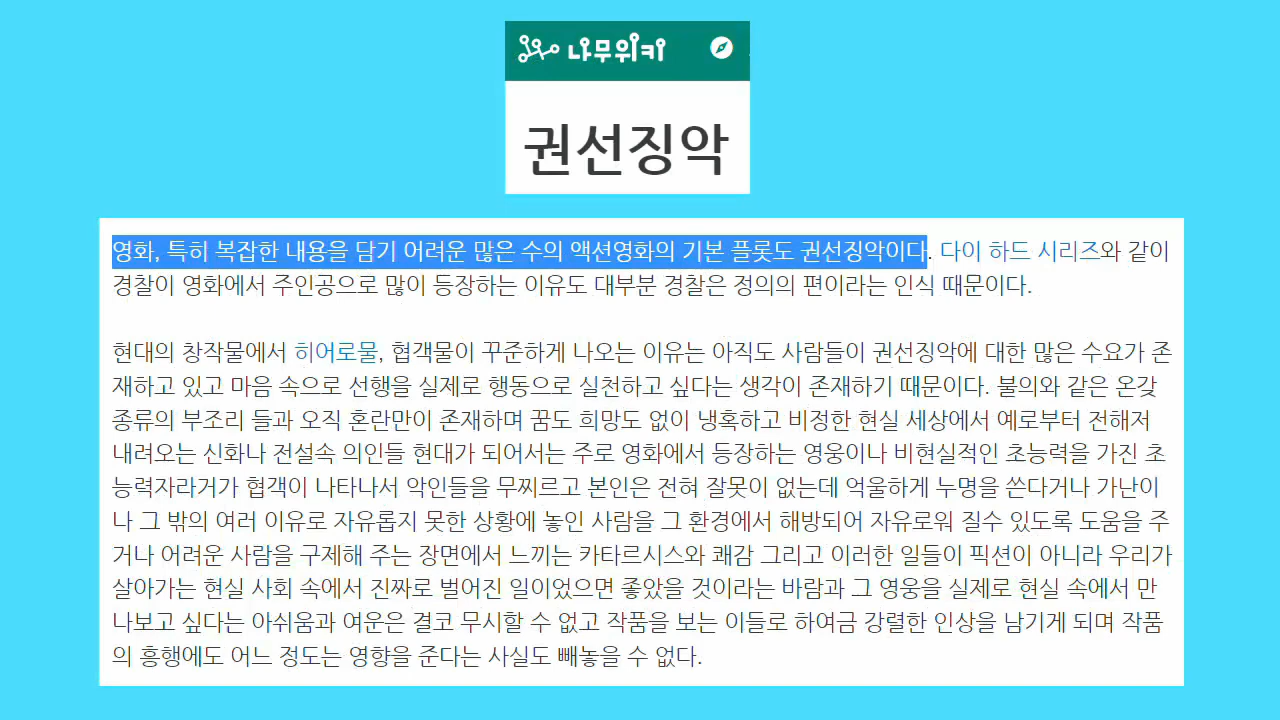 나무위키
권선징악
영화, 특히 복잡한 내용을 담기 어려운 많은 수의 액션영화의 기본 플롯도 권선징악이다. 다이 하드 시리즈와 같이
경찰이 영화에서 주인공으로 많이 등장하는 이유도 대부분 경찰은 정의의 편이라는 인식 때문이다.
현대의 창작물에서 히어로물, 협객물이 꾸준하게 나오는 이유는 아직도 사람들이 권선징악에 대한 많은 수요가 존
재하고 있고 마음 속으로 선행을 실제로 행동으로 실천하고 싶다는 생각이 존재하기 때문이다. 불의와 같은 온갖
종류의 부조리 들과 오직 혼란만이 존재하며 꿈도 희망도 없이 냉혹하고 비정한 현실 세상에서 예로부터 전해저
내려오는 신화나 전설속 의인들 현대가 되어서는 주로 영화에서 등장하는 영웅이나 비현실적인 초능력을 가진 초
능력자라거가 협객이 나타나서 악인들을 무찌르고 본인은 전혀 잘못이 없는데 억울하게 누명을 쓴다거나 가난이
나 그 밖의 여러 이유로 자유롭지 못한 상황에 놓인 사람을 그 환경에서 해방되어 자유로워 질수 있도록 도움을 주
거나 어려운 사람을 구제해 주는 장면에서 느끼는 카타르시스와 쾌감 그리고 이러한 일들이 픽션이 아니라 우리가
살아가는 현실 사회 속에서 진짜로 벌어진 일이었으면 좋았을 것이라는 바람과 그 영웅을 실제로 현실 속에서 만
나보고 싶다는 아쉬움과 여운은 결코 무시할 수 없고 작품을 보는 이들로 하여금 강렬한 인상을 남기게 되며 작품
의 흥행에도 어느 정도는 영향을 준다는 사실도 빼놓을 수 없다.